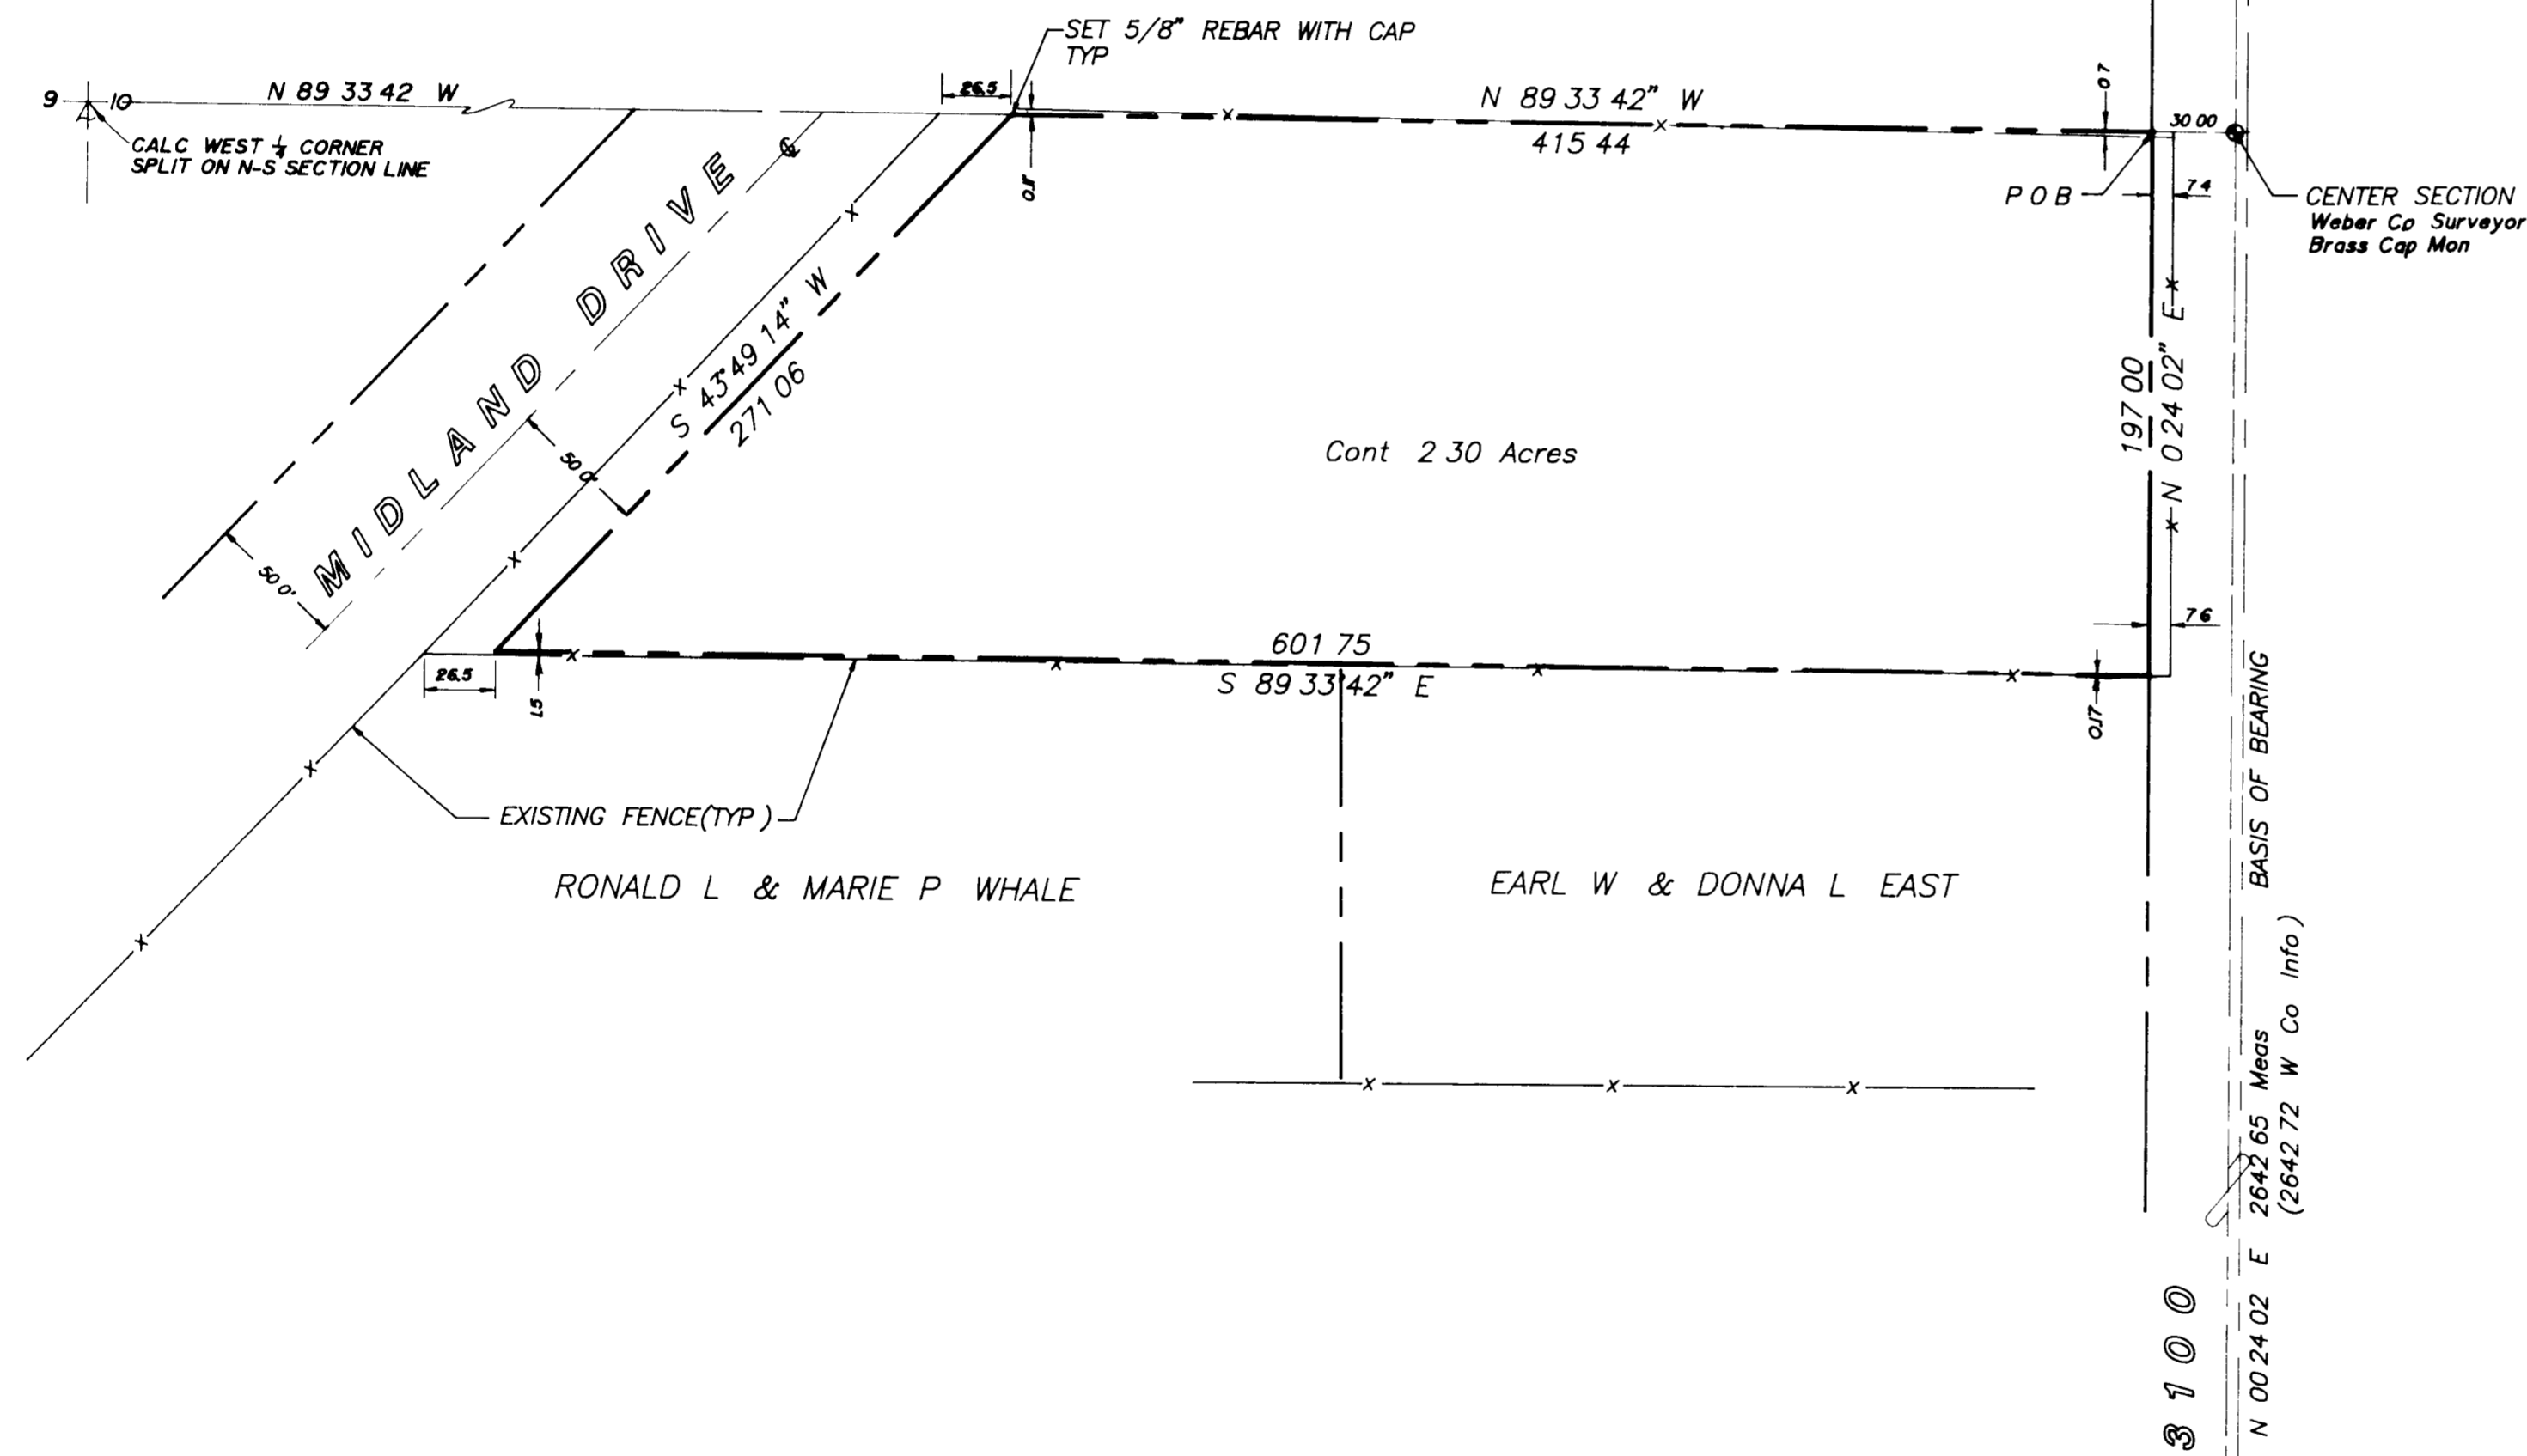 SET 5/8" REBAR WITH CAP
TYP
9
10
N 89 33 42 W
26.5
N 89 33 42" W
415 44
0.7
30 00
CALC WEST ¼ CORNER
SPLIT ON N-S SECTION LINE
P O B
7 4
CENTER SECTION
Weber Co Surveyor
Brass Cap Mon
MIDLAND DRIVE
S 43°49 14" W
271 06
50 0'
50 0'
Cont 2 30 Acres
197 00
N 0 24 02" E
7 6
601 75
S 89 33 42" E
26.5
1.5
0.17
EXISTING FENCE(TYP )
RONALD L & MARIE P WHALE
EARL W & DONNA L EAST
BASIS OF BEARING
N 00 24 02 E 2642 65 Meas
(2642 72 W Co Info )
3100